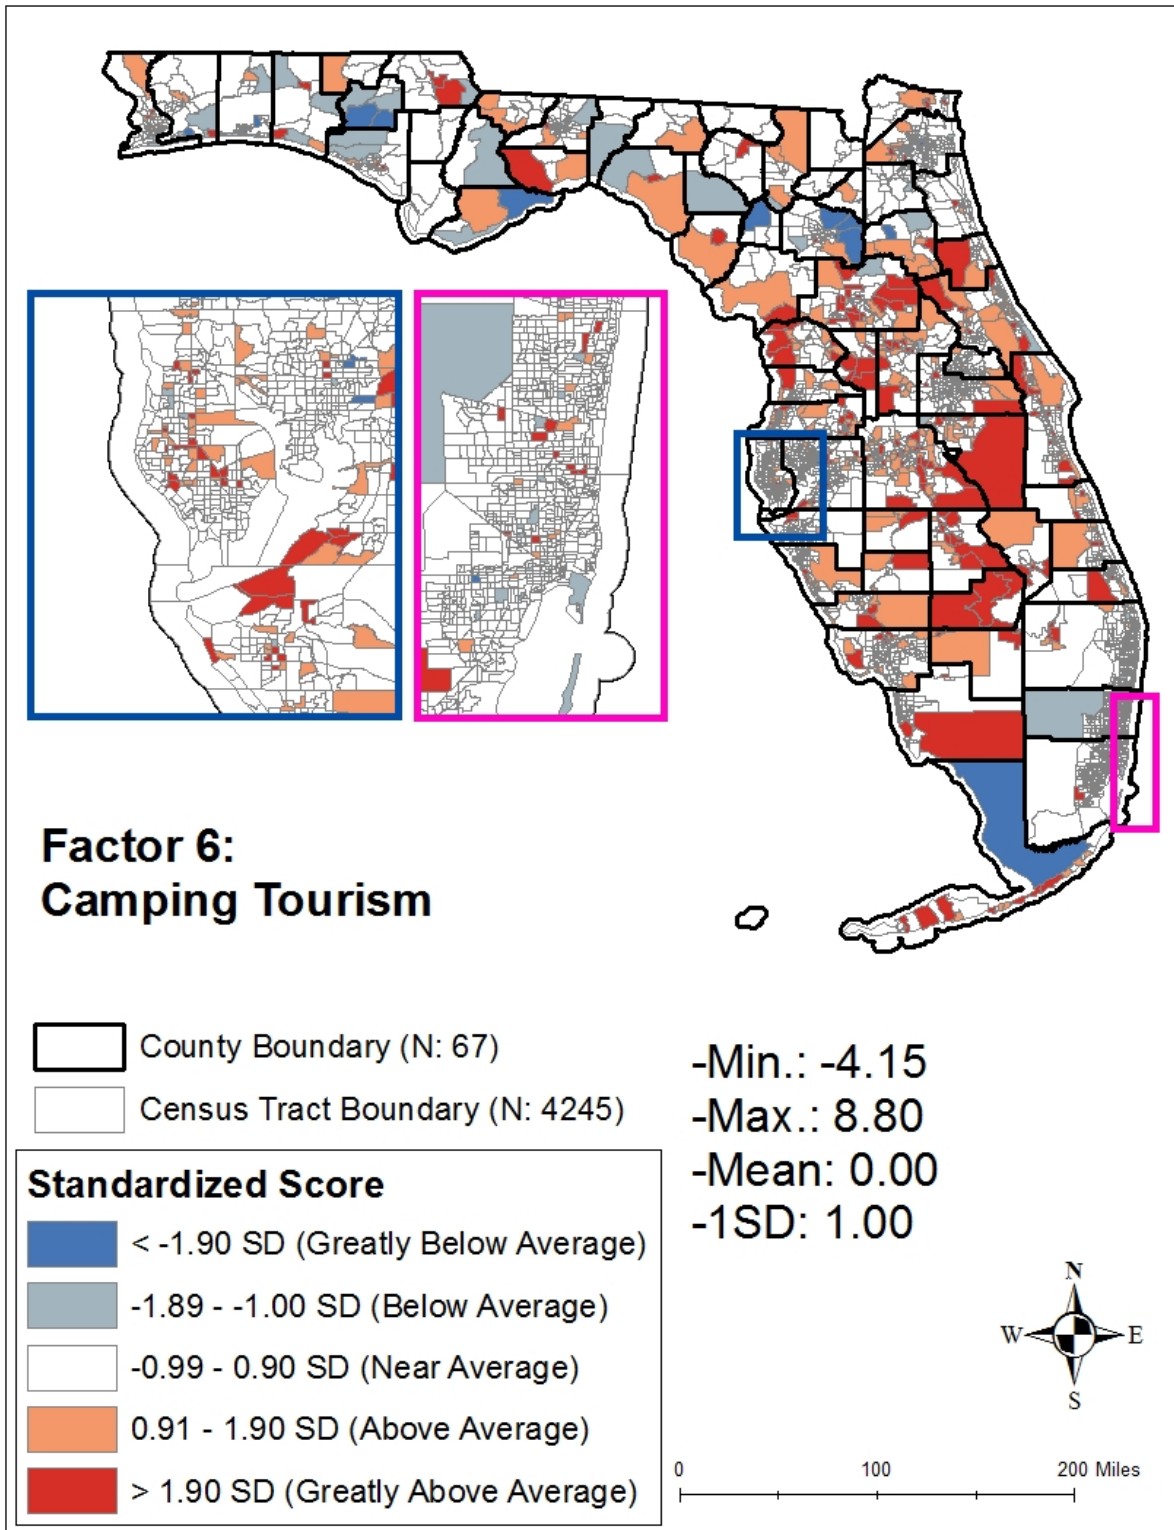 Factor 6:
Camping Tourism
County Boundary (N: 67)
Census Tract Boundary (N: 4245)
Standardized Score
< -1.90 SD (Greatly Below Average)
-1.89 - -1.00 SD (Below Average)
-0.99 - 0.90 SD (Near Average)
0.91 - 1.90 SD (Above Average)
> 1.90 SD (Greatly Above Average)
-Min.: -4.15
-Max.: 8.80
-Mean: 0.00
-1SD: 1.00
N
W E
S
0 100 200 Miles